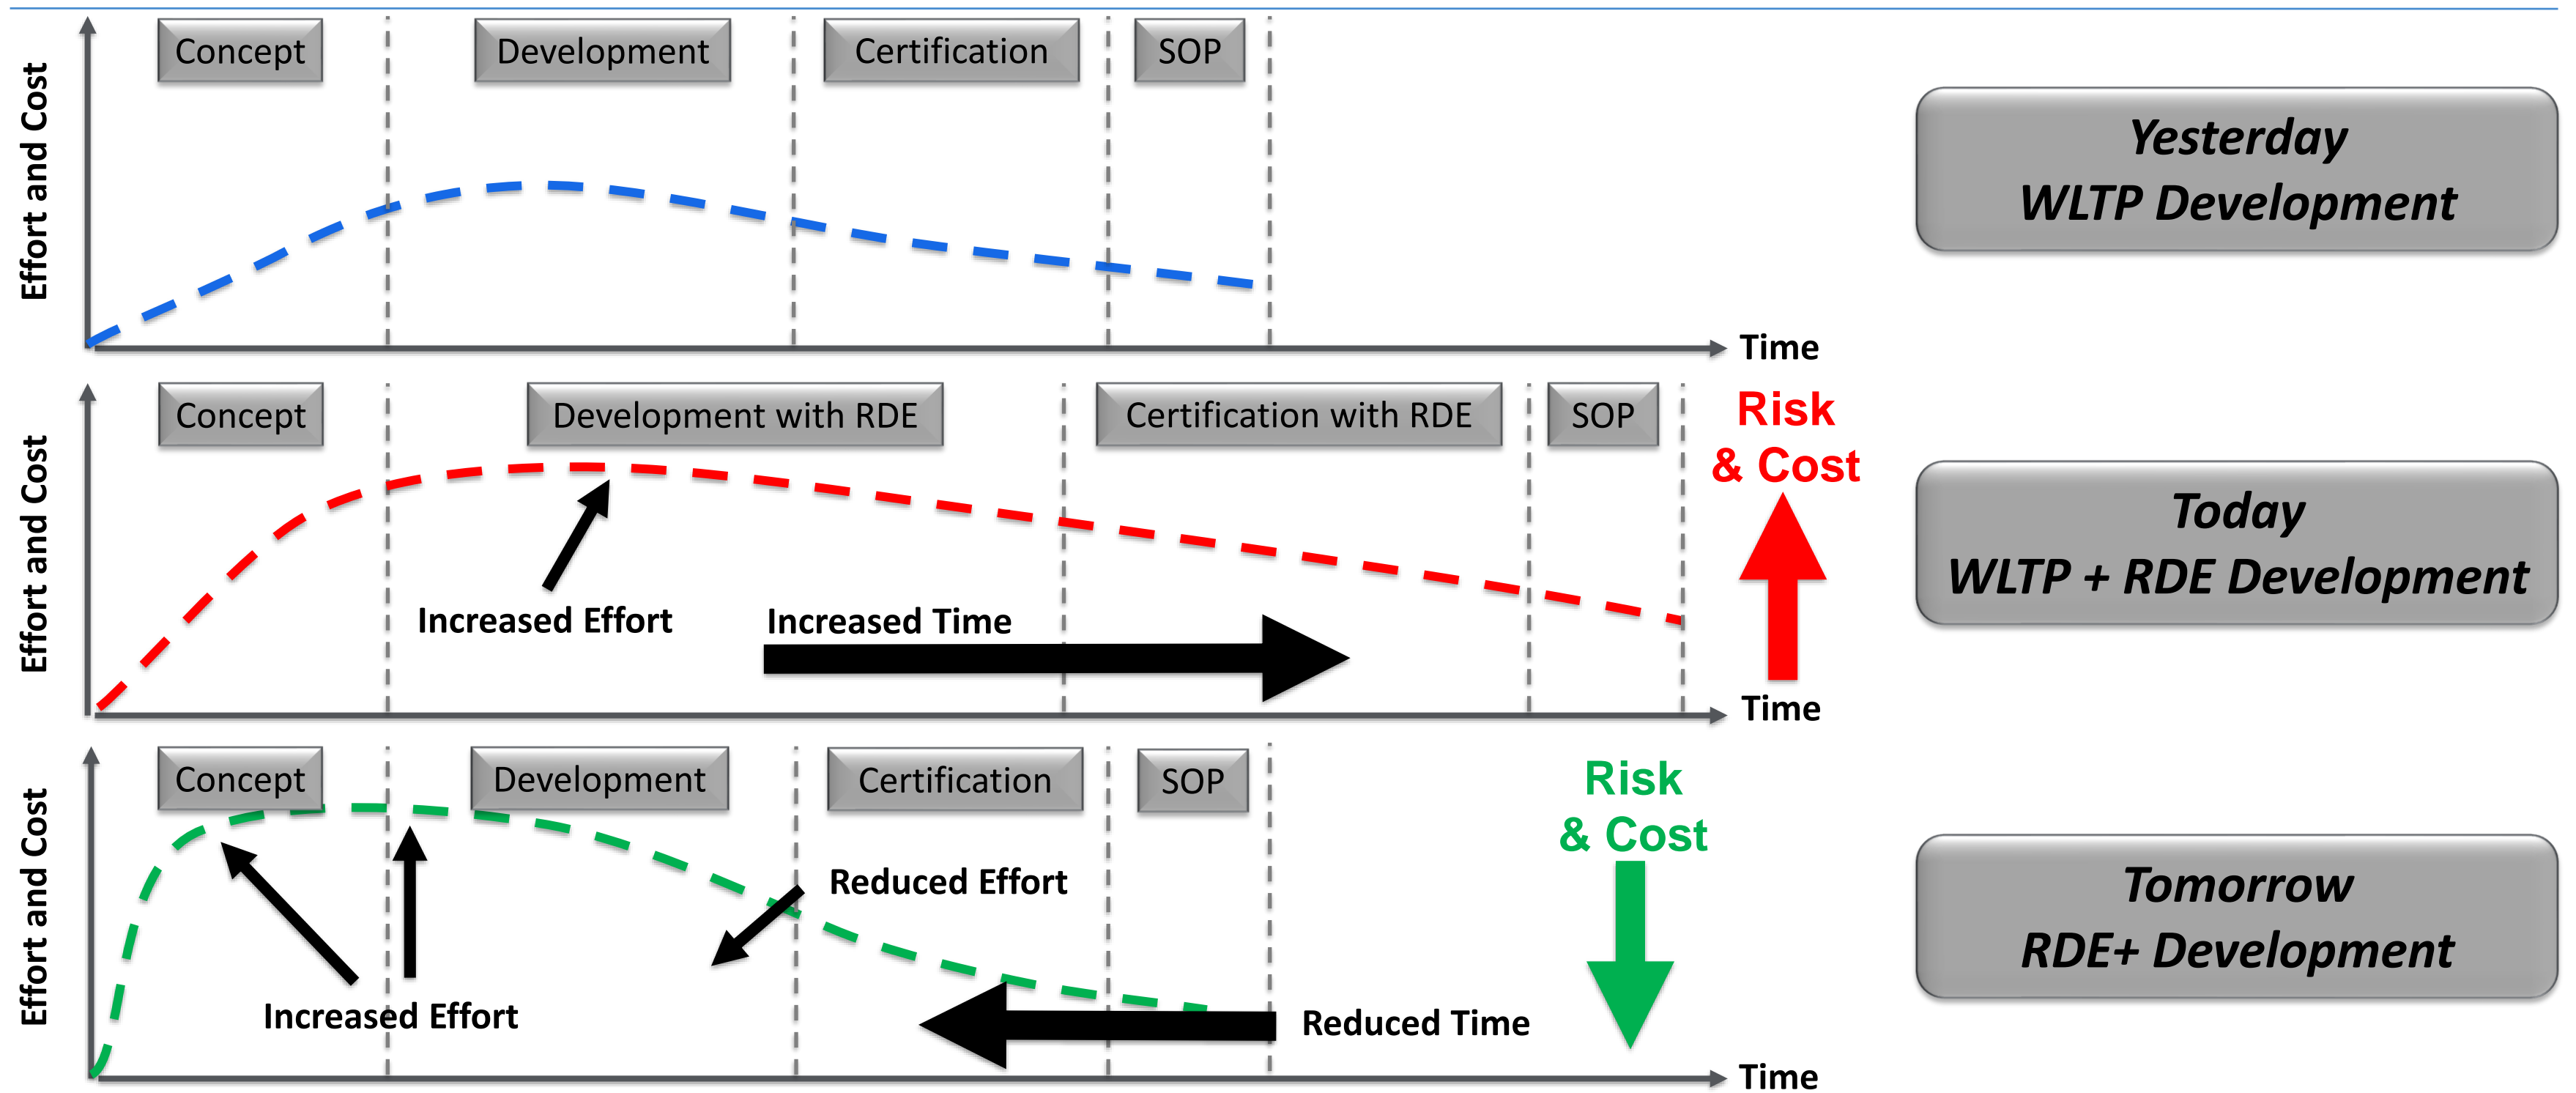 Effort and Cost
Concept
Development
Certification
SOP
Time
Yesterday
WLTP Development
Effort and Cost
Concept
Development with RDE
Certification with RDE
SOP
Risk
& Cost
Increased Effort
Increased Time
Time
Today
WLTP + RDE Development
Effort and Cost
Concept
Development
Certification
SOP
Risk
& Cost
Reduced Effort
Increased Effort
Reduced Time
Time
Tomorrow
RDE+ Development